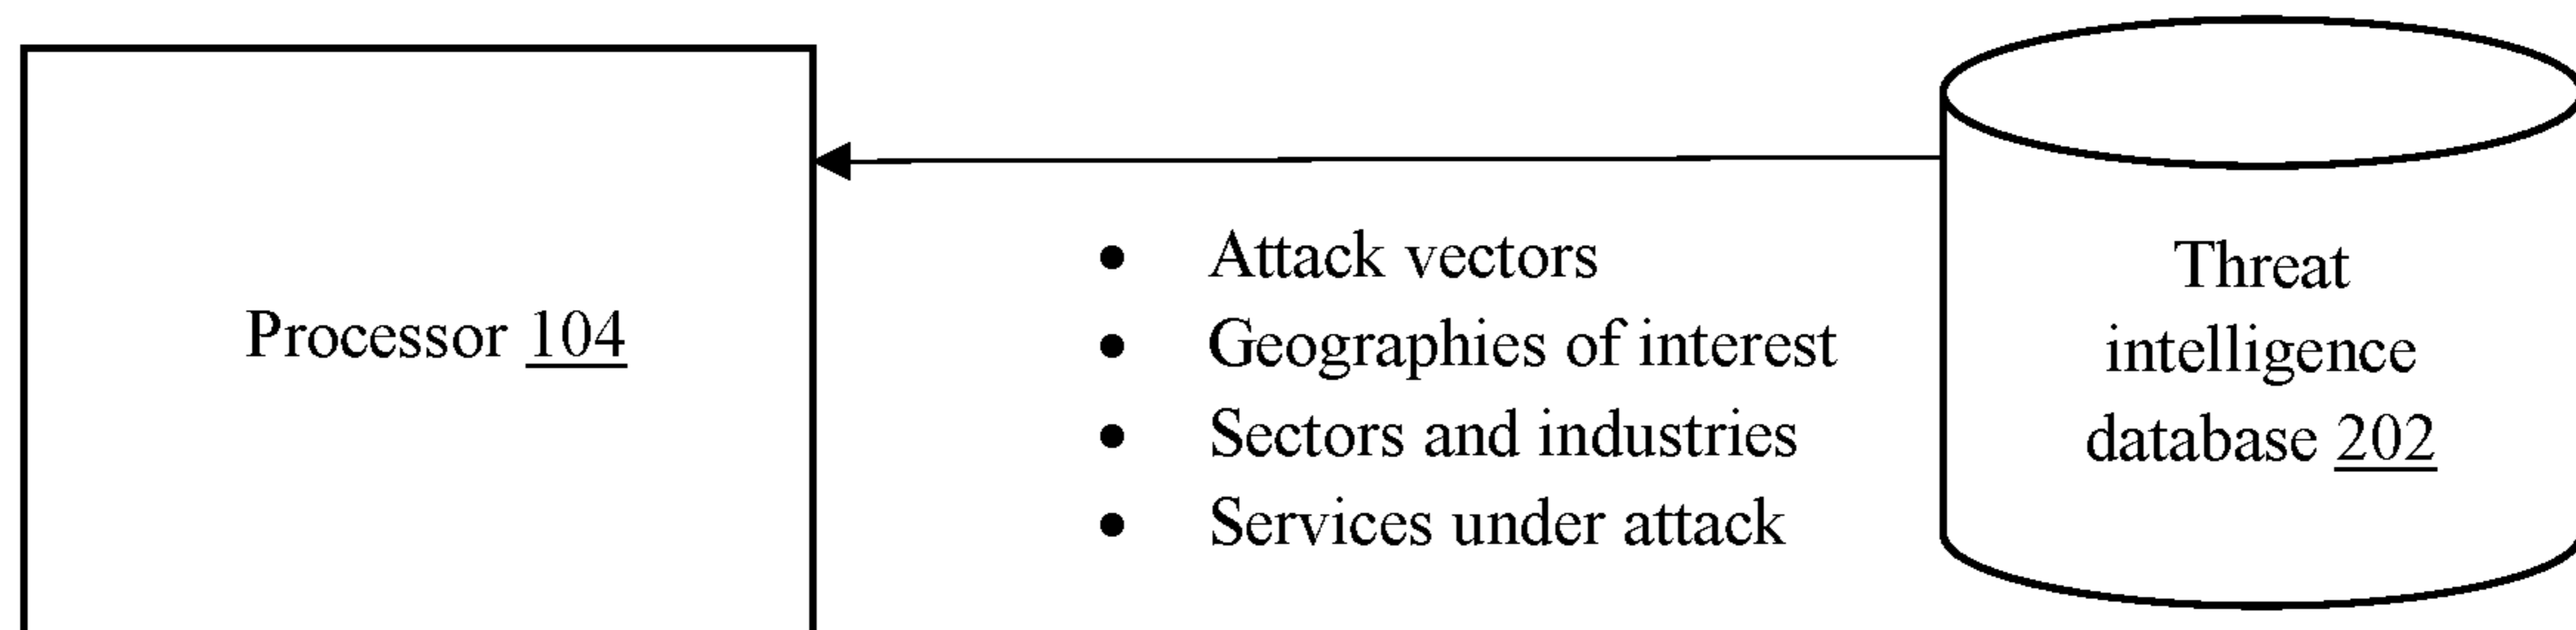 Processor 104
• Attack vectors
• Geographies of interest
• Sectors and industries
• Services under attack
Threat
intelligence
database 202